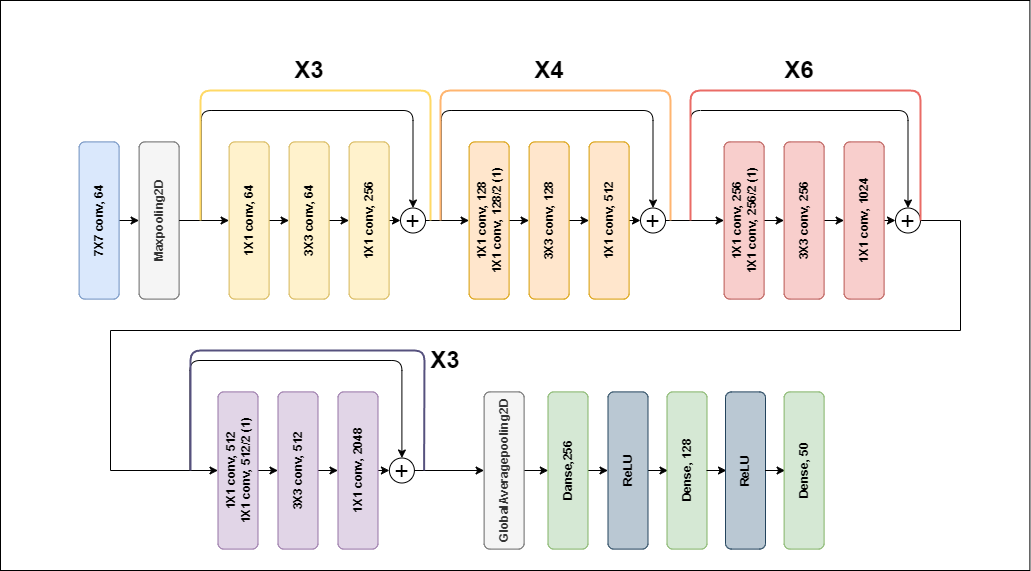 X3
X4
X6
7X7 conv, 64
Maxpooling2D
1X1 conv, 64
3X3 conv, 64
1X1 conv, 256
+
1X1 conv, 128
1X1 conv, 128/2 (1)
3X3 conv, 128
1X1 conv, 512
+
1X1 conv, 256
1X1 conv, 256/2 (1)
3X3 conv, 256
1X1 conv, 1024
+
X3
1X1 conv, 512
1X1 conv, 512/2 (1)
3X3 conv, 512
1X1 conv, 2048
+
GlobalAveragepooling2D
Danse,256
ReLU
Dense, 128
ReLU
Dense, 50